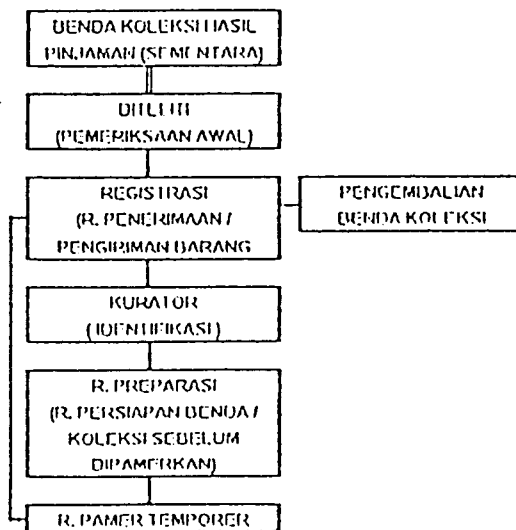 BENDA KOLEKSI HASIL
PINJAMAN (SEMENTARA)
DITELITI
(PEMERIKSAAN AWAL)
REGISTRASI
(R. PENERIMAAN /
PENGIRIMAN BARANG
PENGEMBALIAN
BENDA KOLEKSI
KURATOR
(IDENTIFIKASI)
R. PREPARASI
(R. PERSIAPAN BENDA /
KOLEKSI SEBELUM
DIPAMERKAN)
R. PAMER TEMPORER